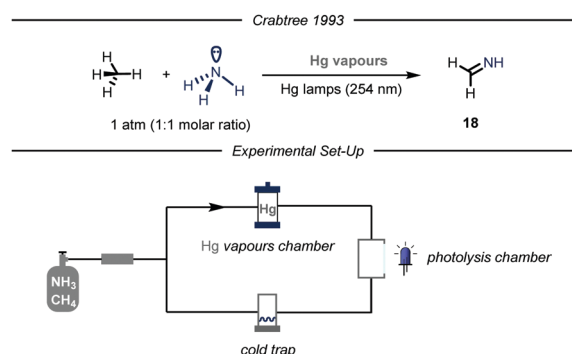 Crabtree 1993
H
H H
H
+
N
H H
Hg vapours
Hg lamps (254 nm)
H NH
H
1 atm (1:1 molar ratio)
18
Experimental Set-Up
Hg
Hg vapours chamber
photolysis chamber
NH₃
CH₄
cold trap